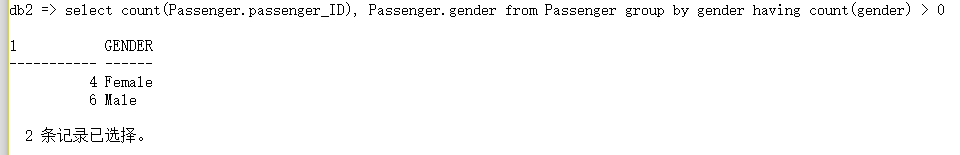 db2 => select count(Passenger.passenger_ID), Passenger.gender from Passenger group by gender having count(gender) > 0
1 GENDER
----------- ------
4 Female
6 Male
2 条记录已选择。